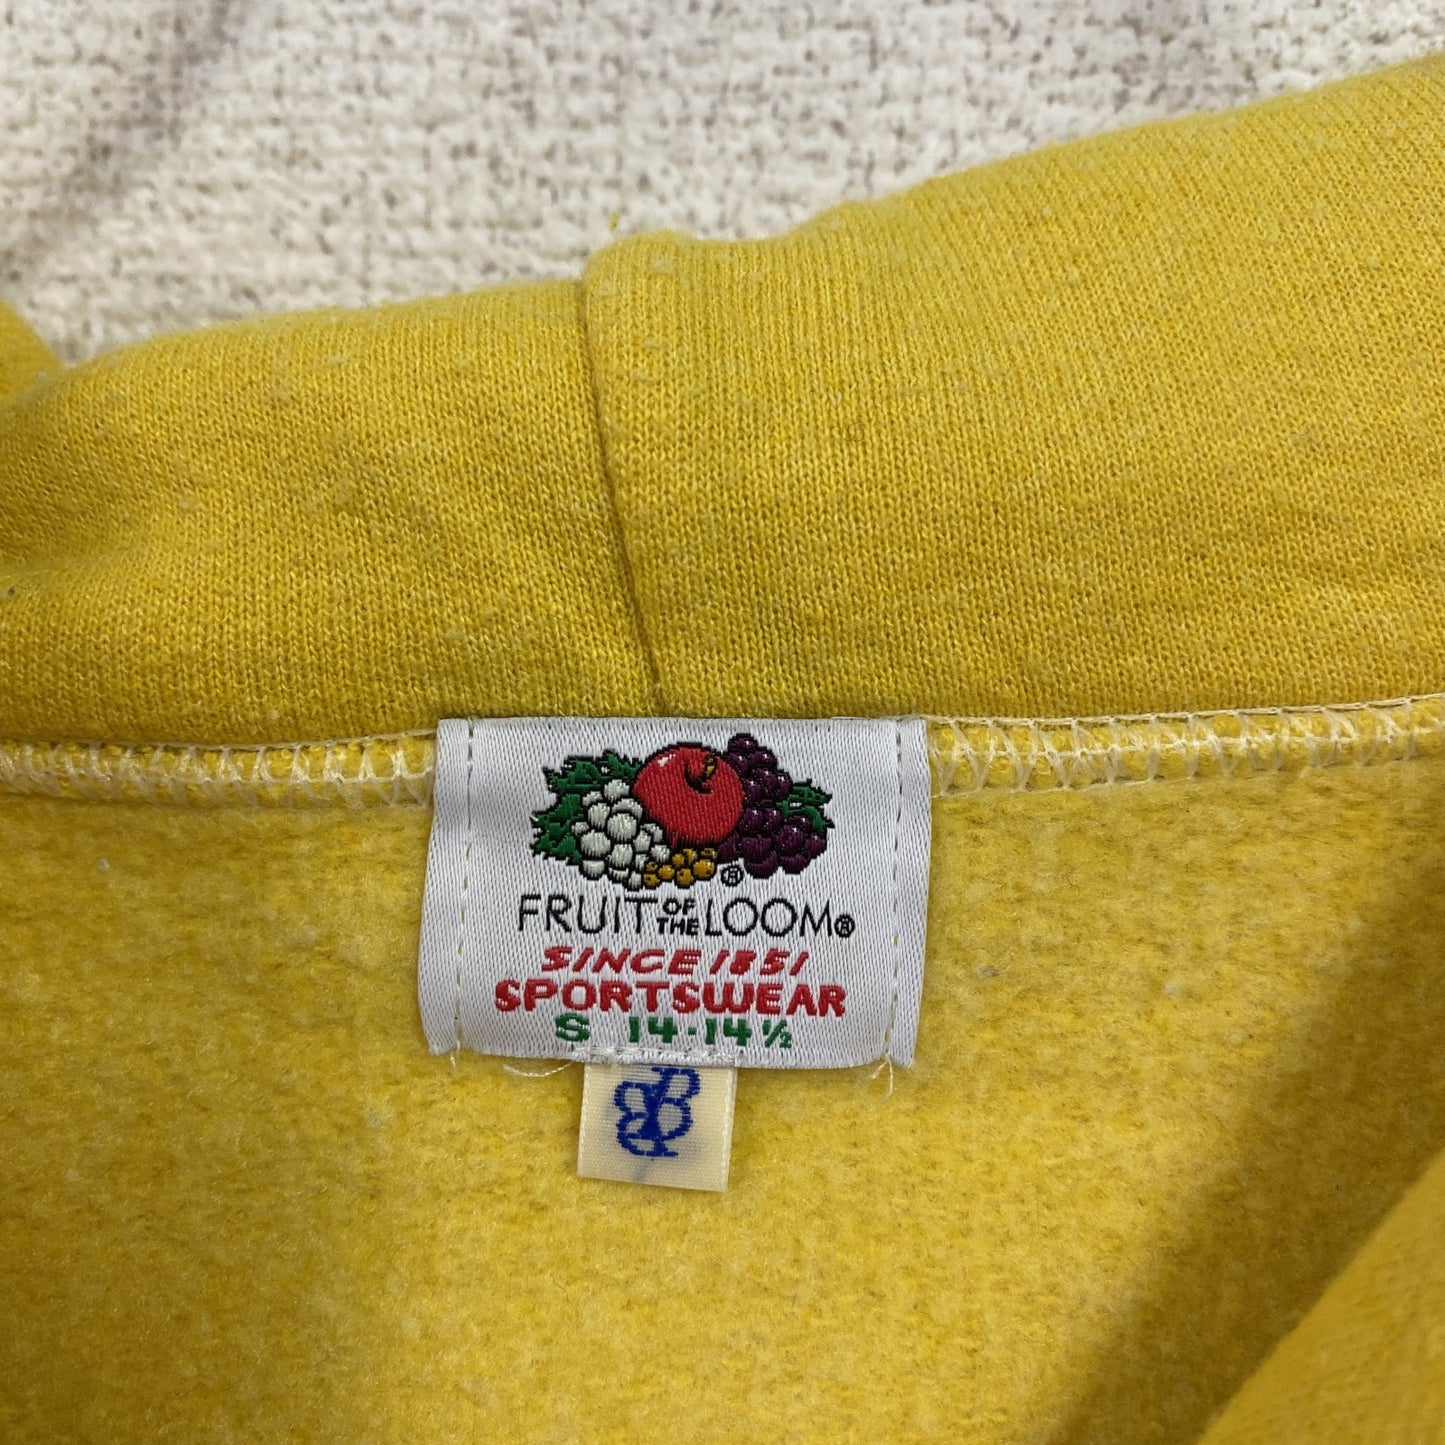 ®
FRUIT OF THE LOOM®
SINCE 1851
SPORTSWEAR
S 14-14½